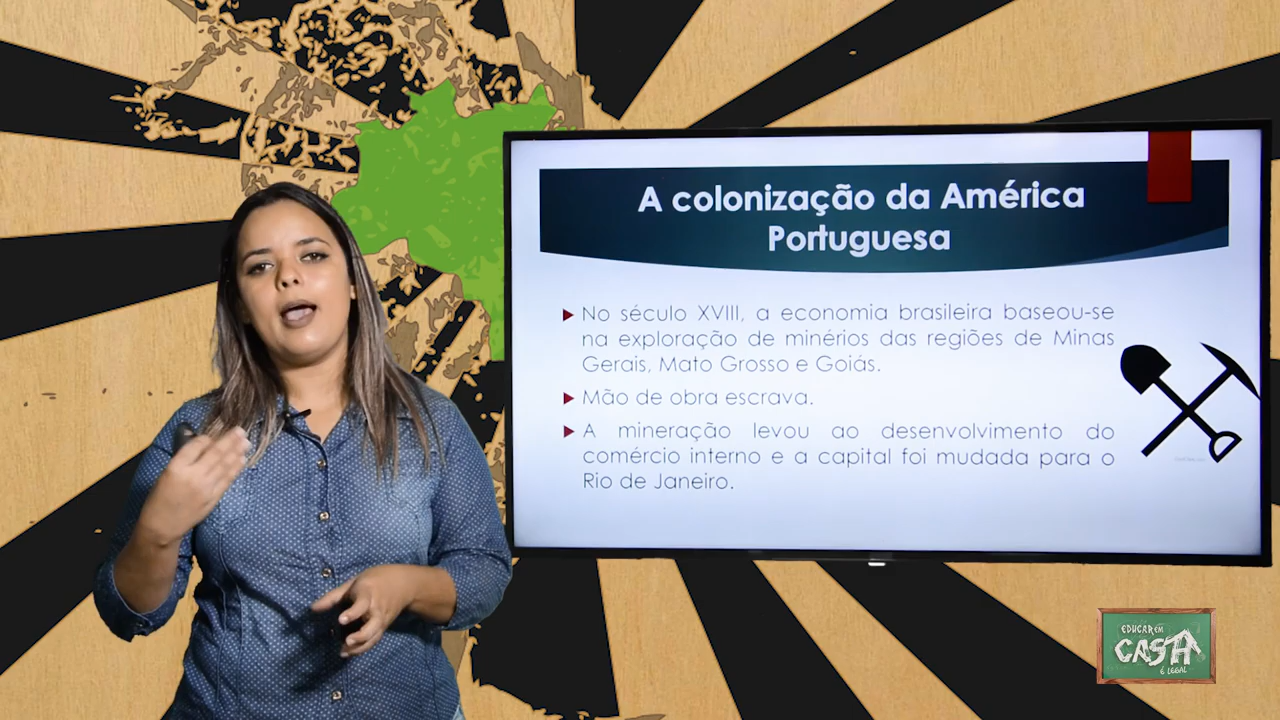 A colonização da América
Portuguesa
No século XVIII, a economia brasileira baseou-se
na exploração de minérios das regiões de Minas
Gerais, Mato Grosso e Goiás.
Mão de obra escrava.
A mineração levou ao desenvolvimento do
comércio interno e a capital foi mudada para o
Rio de Janeiro.
EDUCAR EM
CASA
É LEGAL